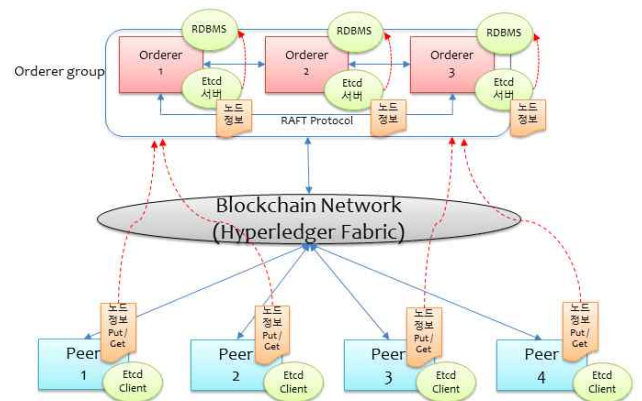 RDBMS
RDBMS
RDBMS
Orderer
1
Orderer
2
Orderer
3
Orderer group
Etcd
서버
Etcd
서버
Etcd
서버
노드
정보
RAFT Protocol
노드
정보
노드
정보
Blockchain Network
(Hyperledger Fabric)
노드
정보
Put /
Get
노드
정보
Put /
Get
노드
정보
Put /
Get
노드
정보
Put /
Get
Peer
1
Etcd
Client
Peer
2
Etcd
Client
Peer
3
Etcd
Client
Peer
4
Etcd
Client